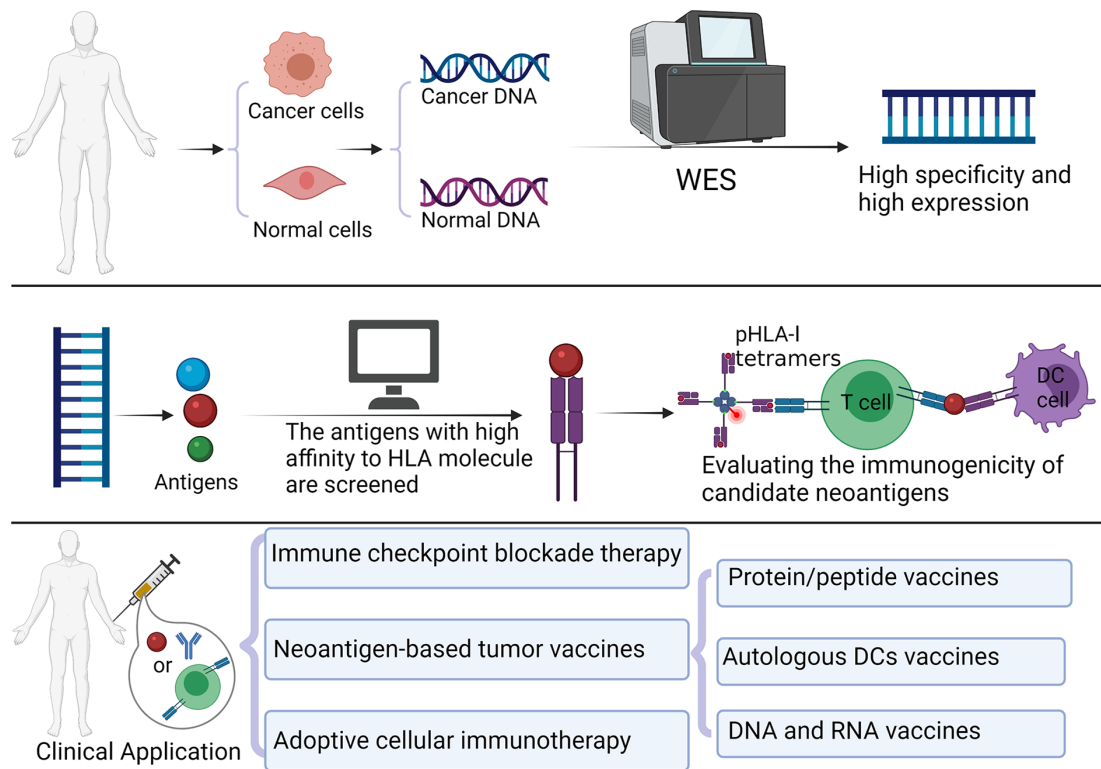 Cancer cells
Cancer DNA
Normal cells
Normal DNA
WES
High specificity and
high expression
Antigens
The antigens with high
affinity to HLA molecule
are screened
pHLA-I
tetramers
T cell
DC
cell
Evaluating the immunogenicity of
candidate neoantigens
or
Clinical Application
Immune checkpoint blockade therapy
Neoantigen-based tumor vaccines
Adoptive cellular immunotherapy
Protein/peptide vaccines
Autologous DCs vaccines
DNA and RNA vaccines